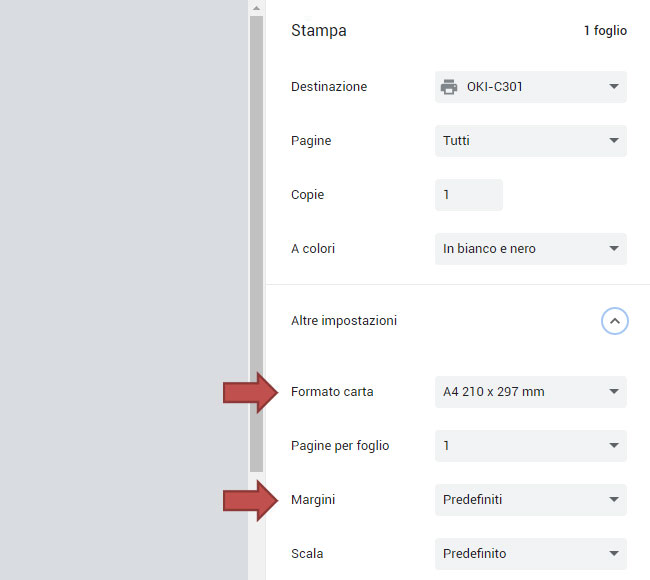 Stampa 1 foglio
Destinazione OKI-C301
Pagine Tutti
Copie 1
A colori In bianco e nero
Altre impostazioni
Formato carta A4 210 x 297 mm
Pagine per foglio 1
Margini Predefiniti
Scala Predefinito